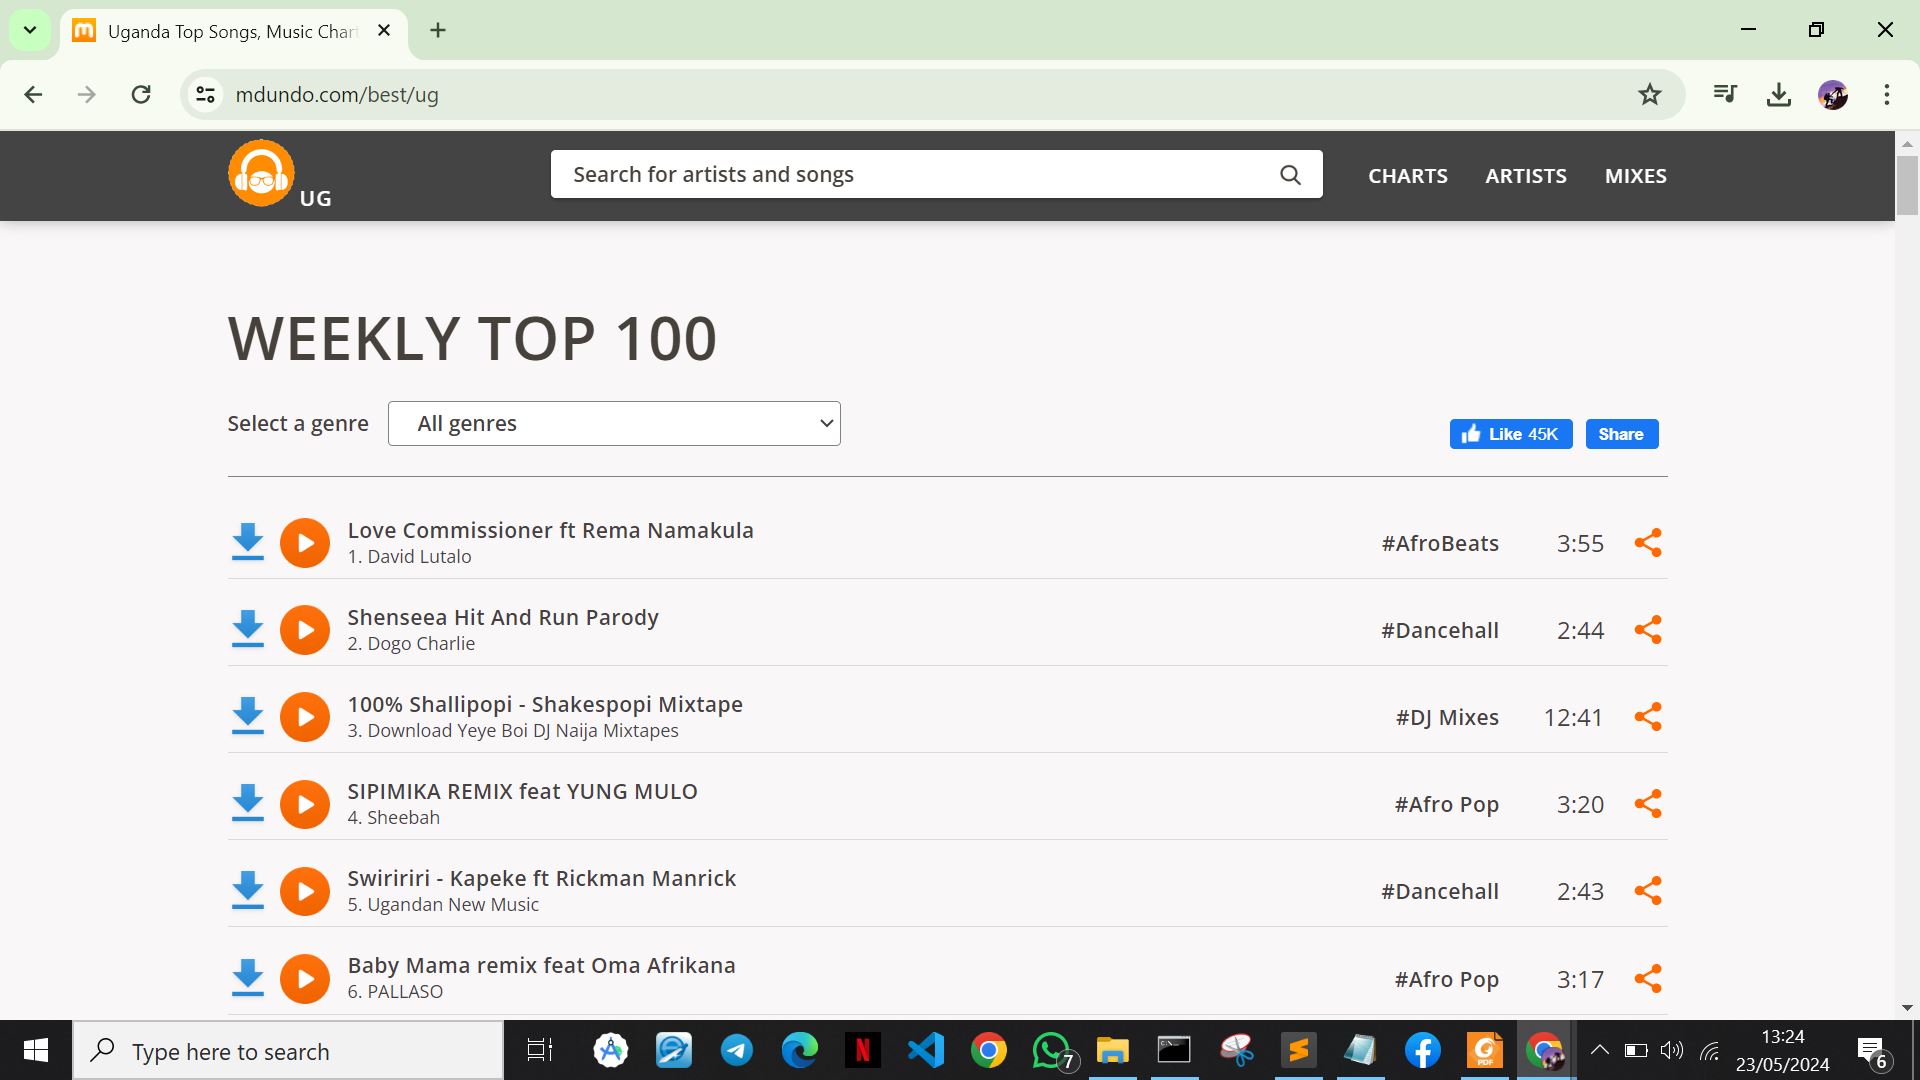 Uganda Top Songs, Music Chart
mdundo.com/best/ug
UG
Search for artists and songs
CHARTS
ARTISTS
MIXES
WEEKLY TOP 100
Select a genre
All genres
Like 45K
Share
Love Commissioner ft Rema Namakula
1. David Lutalo
#AfroBeats
3:55
Shenseea Hit And Run Parody
2. Dogo Charlie
#Dancehall
2:44
100% Shallipopi - Shakespopi Mixtape
3. Download Yeye Boi DJ Naija Mixtapes
#DJ Mixes
12:41
SIPIMIKA REMIX feat YUNG MULO
4. Sheebah
#Afro Pop
3:20
Swiririri - Kapeke ft Rickman Manrick
5. Ugandan New Music
#Dancehall
2:43
Baby Mama remix feat Oma Afrikana
6. PALLASO
#Afro Pop
3:17
Type here to search
7
PDF
13:24
23/05/2024
6